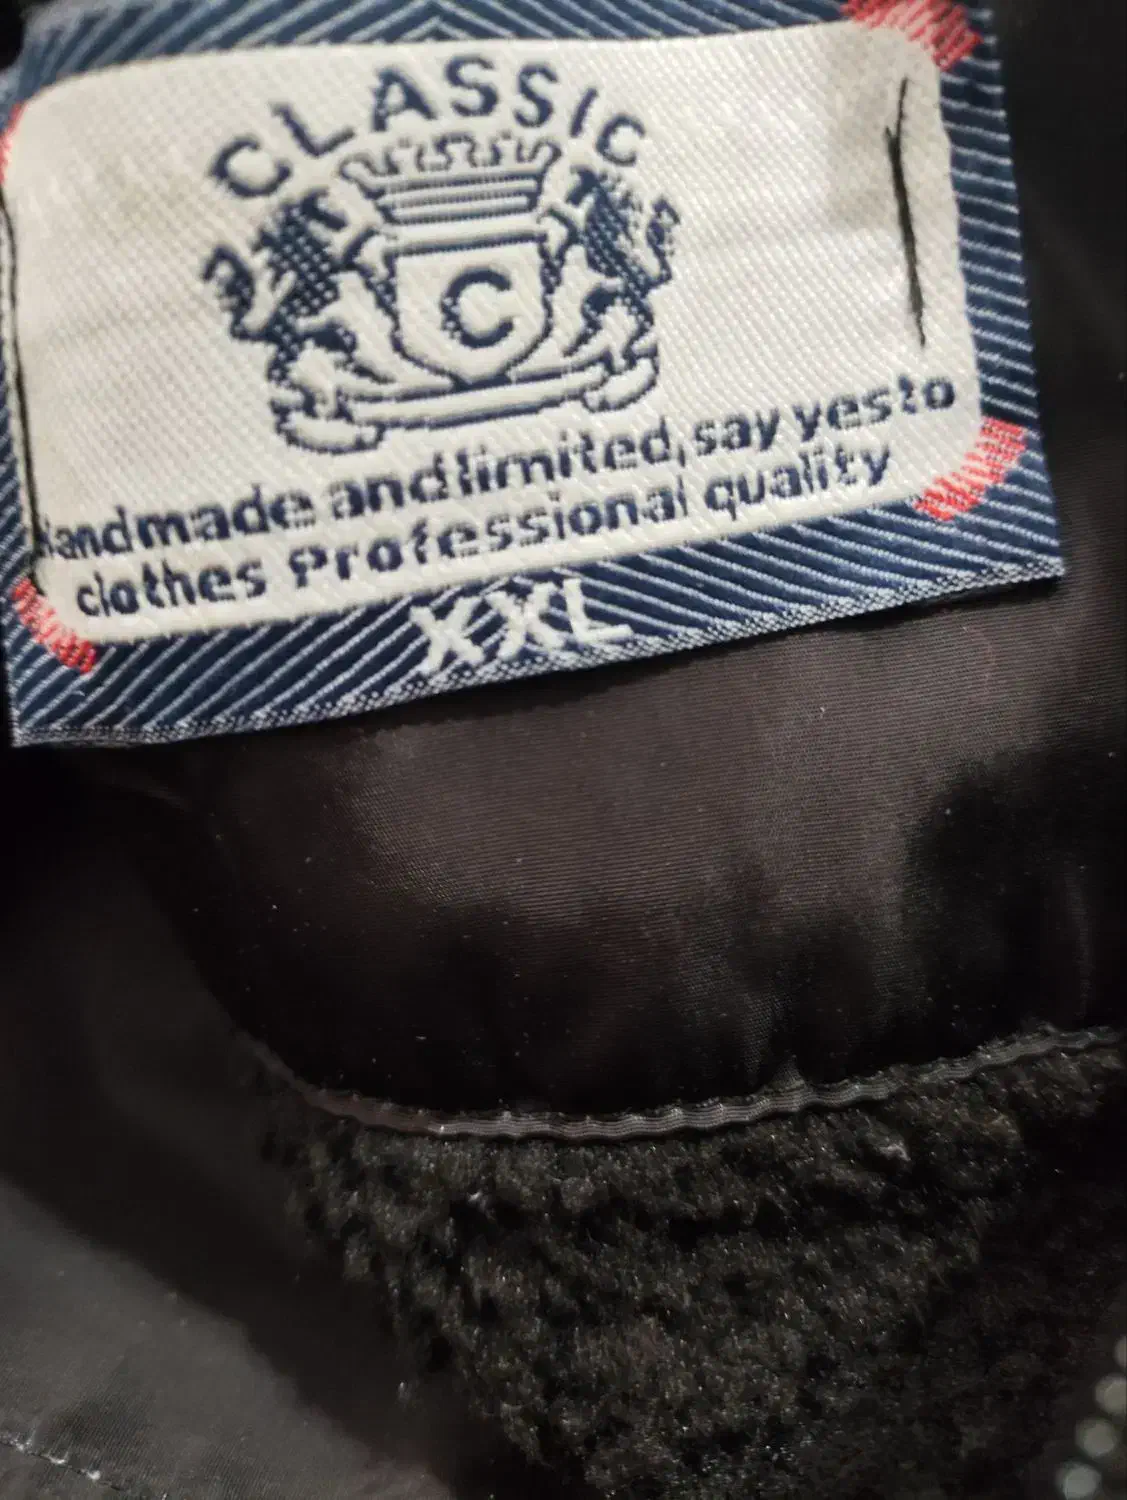 CLASSIC
C
Handmade and limited, say yes to
clothes Professional quality
XXL